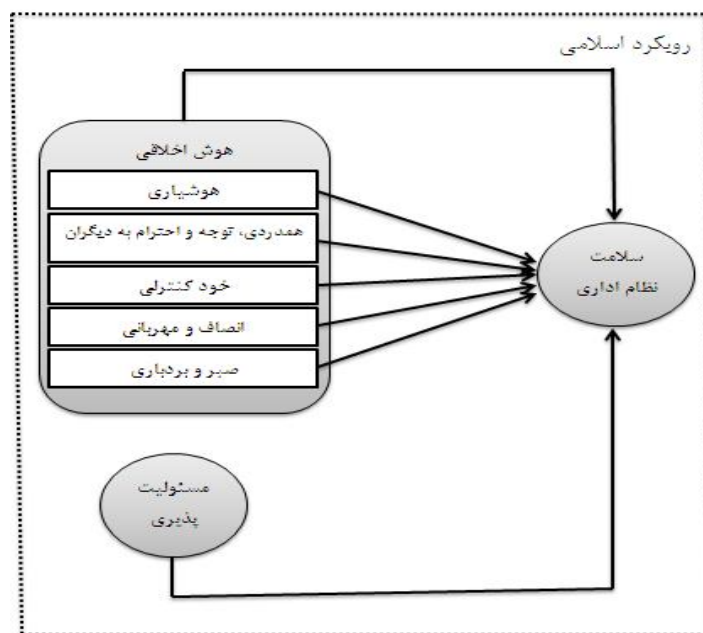 رویکرد اسلامی
هوش اخلاقی
هوشیاری
همدردی، توجه و احترام به دیگران
خود کنترلی
انصاف و مهربانی
صبر و بردباری
سلامت
نظام اداری
مسئولیت
پذیری